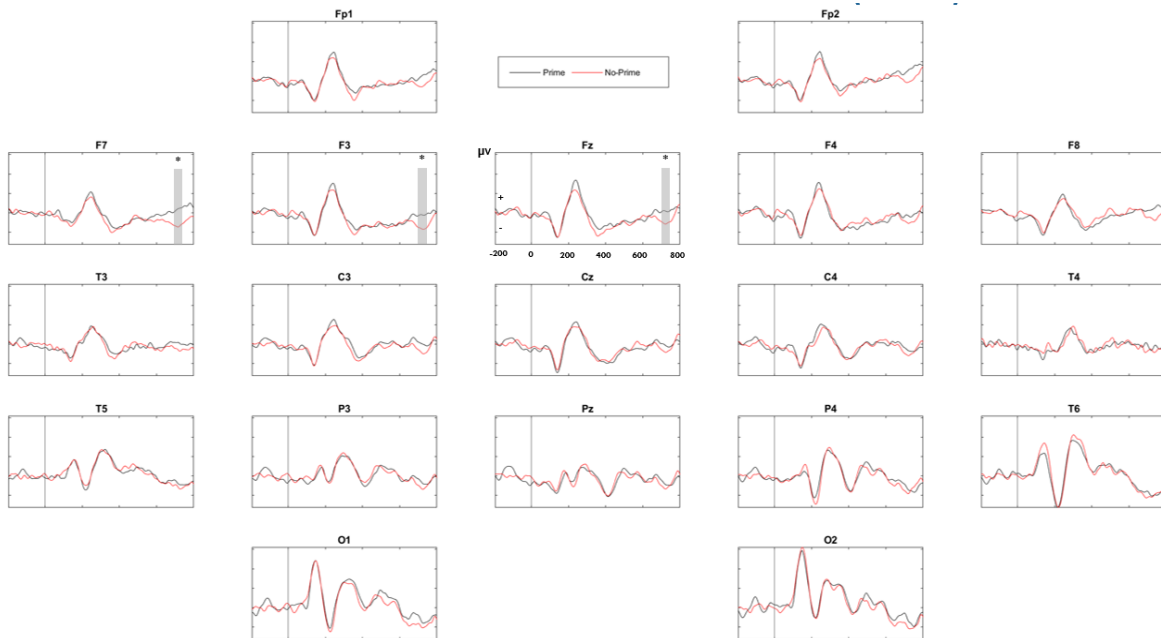 Fp1
Fp2
Prime No-Prime
F7
F3
Fz
F4
F8
*
*
*
μv
+
-
-200 0 200 400 600 800
T3
C3
Cz
C4
T4
T5
P3
Pz
P4
T6
O1
O2